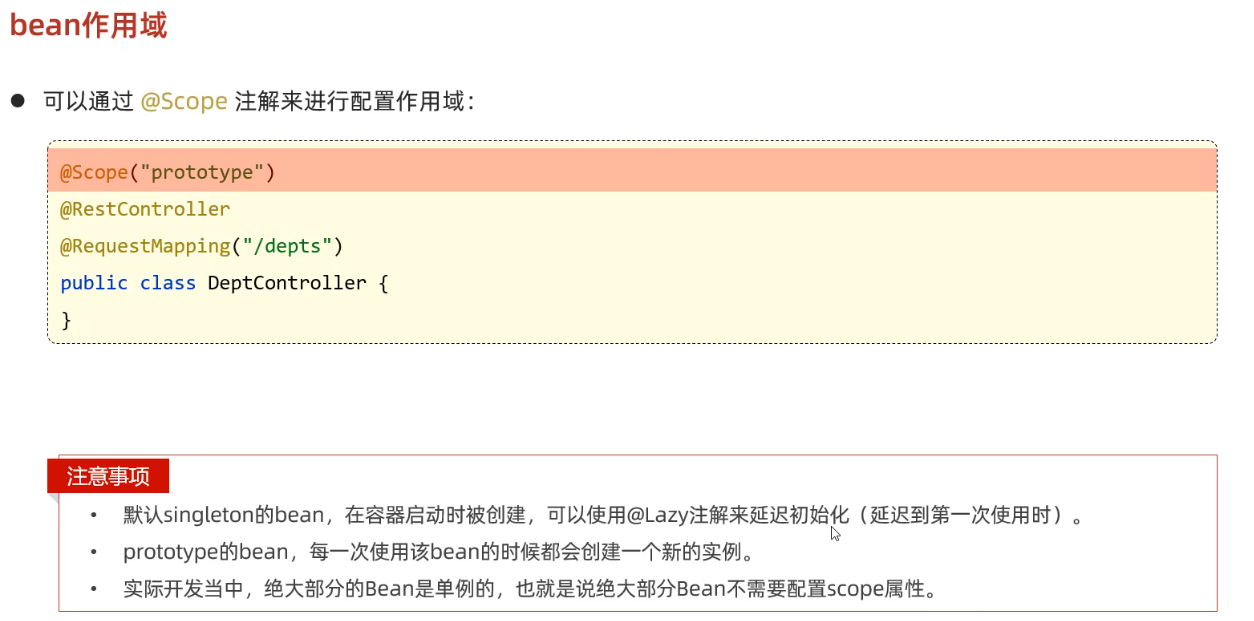 bean作用域
● 可以通过 @Scope 注解来进行配置作用域：
@Scope("prototype")
@RestController
@RequestMapping("/depts")
public class DeptController {
}
注意事项
• 默认singleton的bean，在容器启动时被创建，可以使用@Lazy注解来延迟初始化（延迟到第一次使用时）。
• prototype的bean，每一次使用该bean的时候都会创建一个新的实例。
• 实际开发当中，绝大部分的Bean是单例的，也就是说绝大部分Bean不需要配置scope属性。